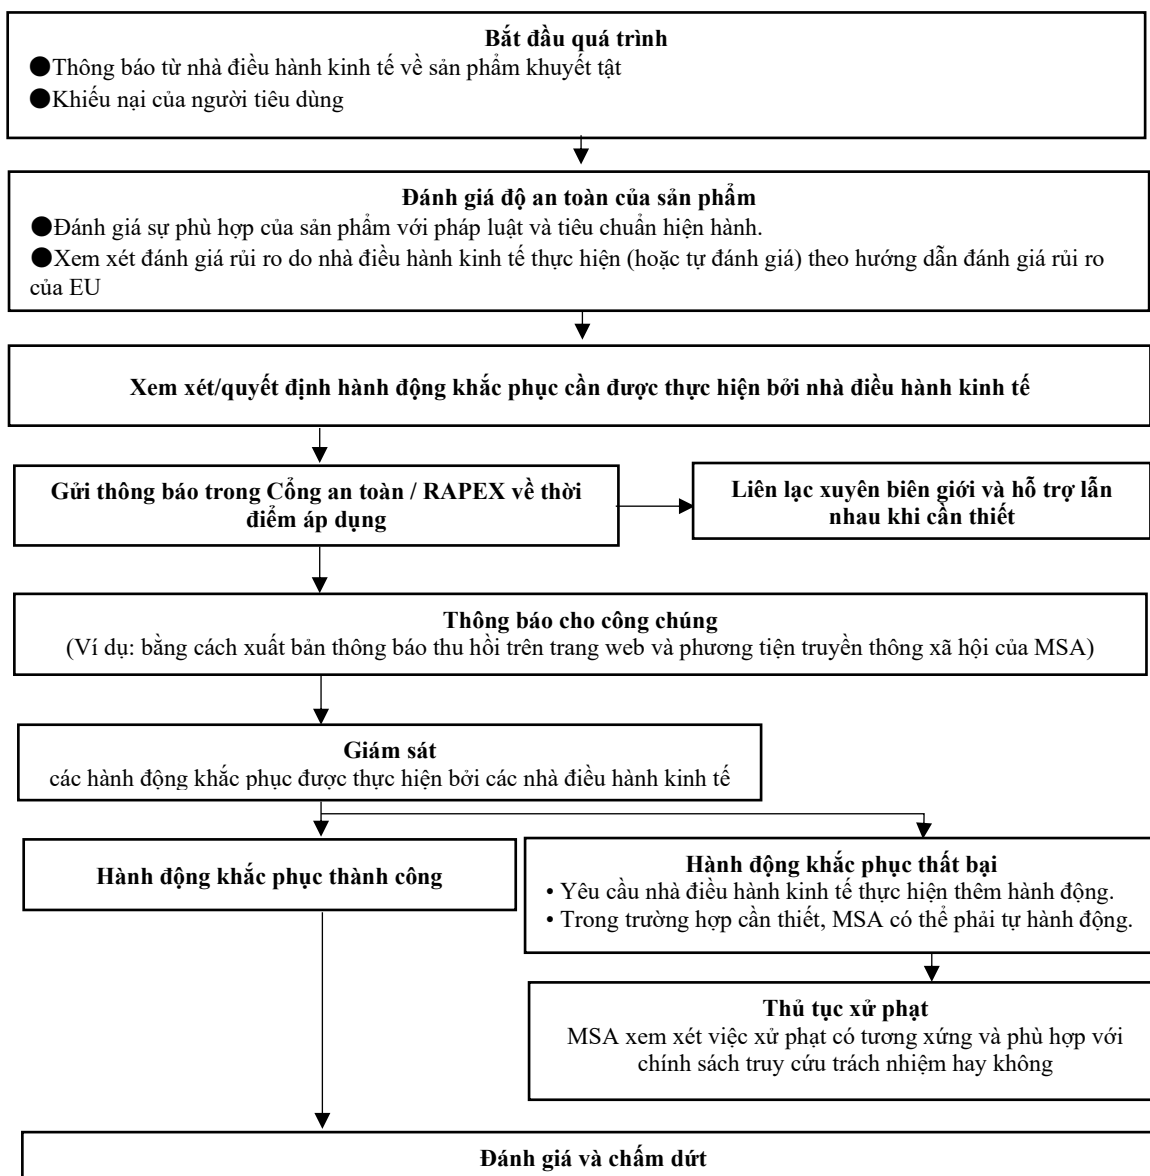 Bắt đầu quá trình
●Thông báo từ nhà điều hành kinh tế về sản phẩm khuyết tật
●Khiếu nại của người tiêu dùng
Đánh giá độ an toàn của sản phẩm
●Đánh giá sự phù hợp của sản phẩm với pháp luật và tiêu chuẩn hiện hành.
●Xem xét đánh giá rủi ro do nhà điều hành kinh tế thực hiện (hoặc tự đánh giá) theo hướng dẫn đánh giá rủi ro
của EU
Xem xét/quyết định hành động khắc phục cần được thực hiện bởi nhà điều hành kinh tế
Gửi thông báo trong Cổng an toàn / RAPEX về thời
điểm áp dụng
Liên lạc xuyên biên giới và hỗ trợ lẫn
nhau khi cần thiết
Thông báo cho công chúng
(Ví dụ: bằng cách xuất bản thông báo thu hồi trên trang web và phương tiện truyền thông xã hội của MSA)
Giám sát
các hành động khắc phục được thực hiện bởi các nhà điều hành kinh tế
Hành động khắc phục thành công
Hành động khắc phục thất bại
• Yêu cầu nhà điều hành kinh tế thực hiện thêm hành động.
• Trong trường hợp cần thiết, MSA có thể phải tự hành động.
Thủ tục xử phạt
MSA xem xét việc xử phạt có tương xứng và phù hợp với
chính sách truy cứu trách nhiệm hay không
Đánh giá và chấm dứt